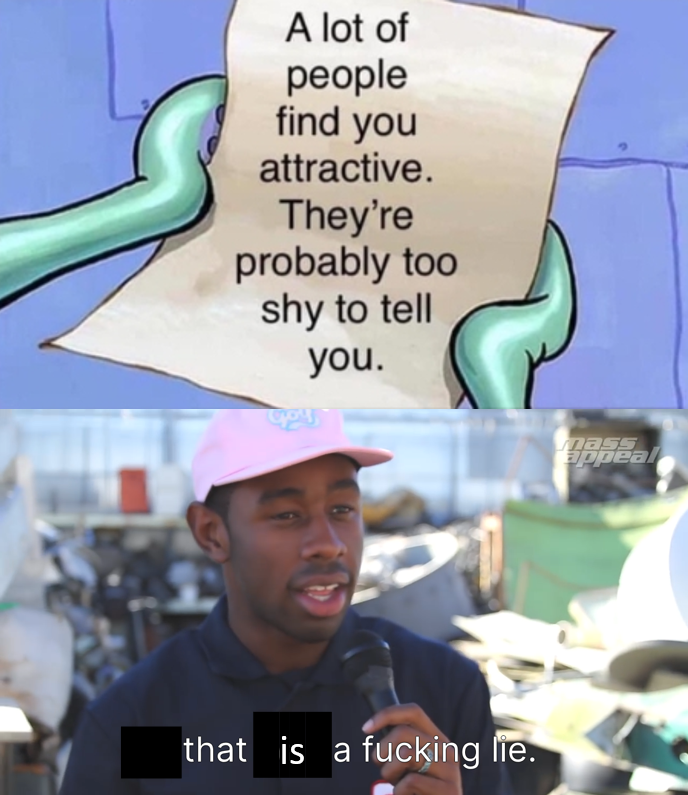 A lot of
people
find you
attractive.
They're
probably too
shy to tell
you.
Golf
mass
appeal
that is a fucking lie.